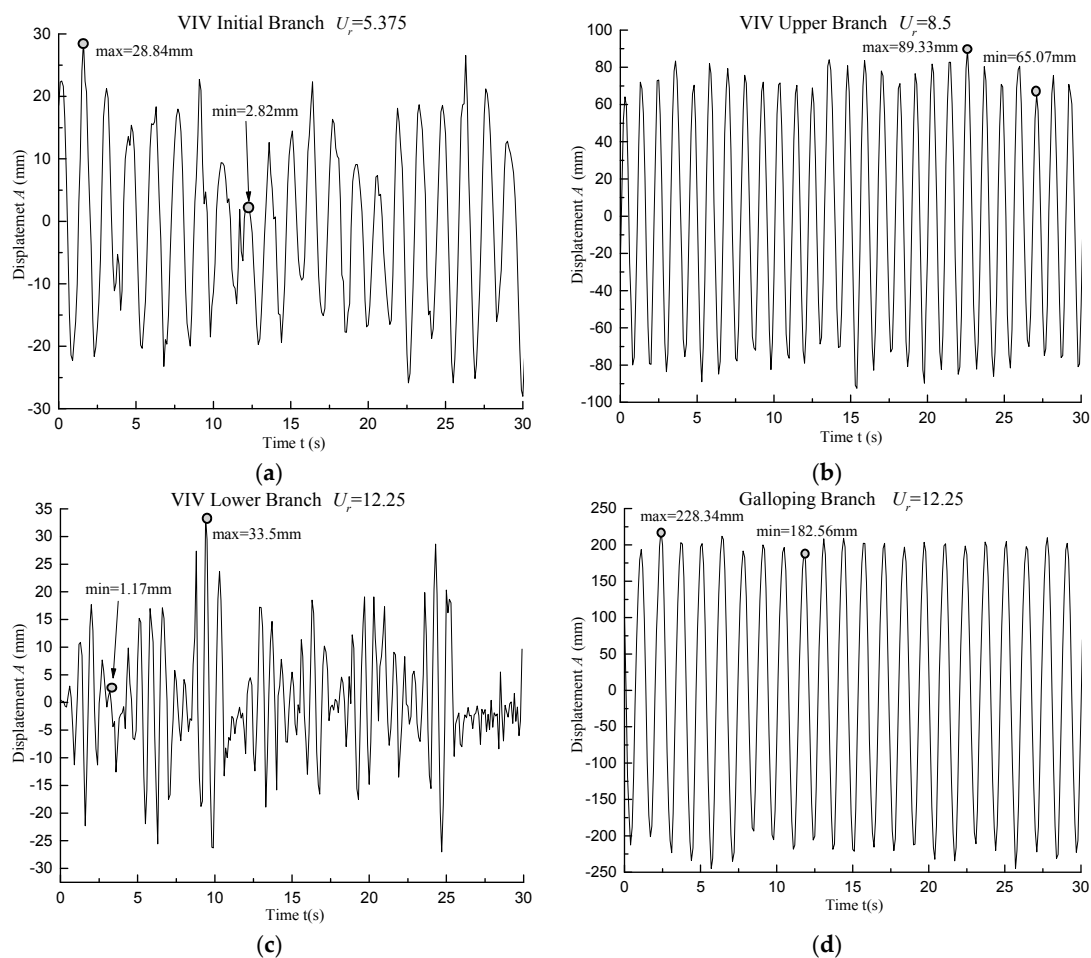 VIV Initial Branch U_r=5.375
max=28.84mm
min=2.82mm
Displatemet A (mm)
30
20
10
0
-10
-20
-30
0 5 10 15 20 25 30
Time t (s)
(a)
VIV Upper Branch U_r=8.5
max=89.33mm
min=65.07mm
Displatement A (mm)
100
80
60
40
20
0
-20
-40
-60
-80
-100
0 5 10 15 20 25 30
Time t (s)
(b)
VIV Lower Branch U_r=12.25
max=33.5mm
min=1.17mm
Displatement A (mm)
35
30
25
20
15
10
5
0
-5
-10
-15
-20
-25
-30
0 5 10 15 20 25 30
Time t(s)
(c)
Galloping Branch U_r=12.25
max=228.34mm
min=182.56mm
Displatement A (mm)
250
200
150
100
50
0
-50
-100
-150
-200
-250
0 5 10 15 20 25 30
Time t(s)
(d)